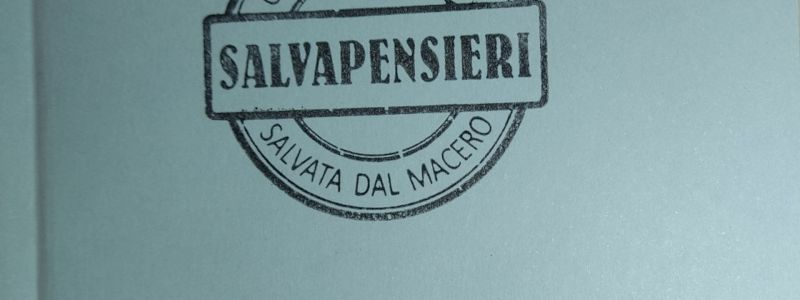 SALVAPENSIERI
SALVATA DAL MACERO